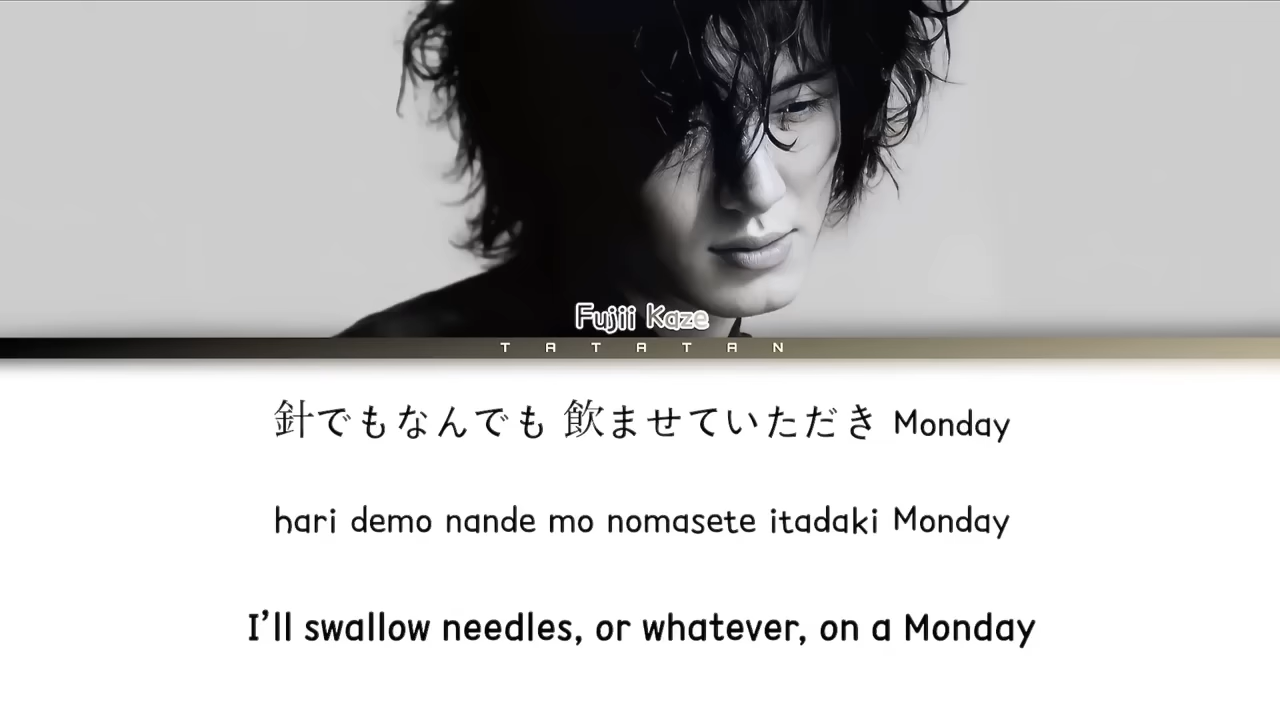 Fujii Kaze
TATATAN
針でもなんでも 飲ませていただき Monday
hari demo nande mo nomasete itadaki Monday
I’ll swallow needles, or whatever, on a Monday